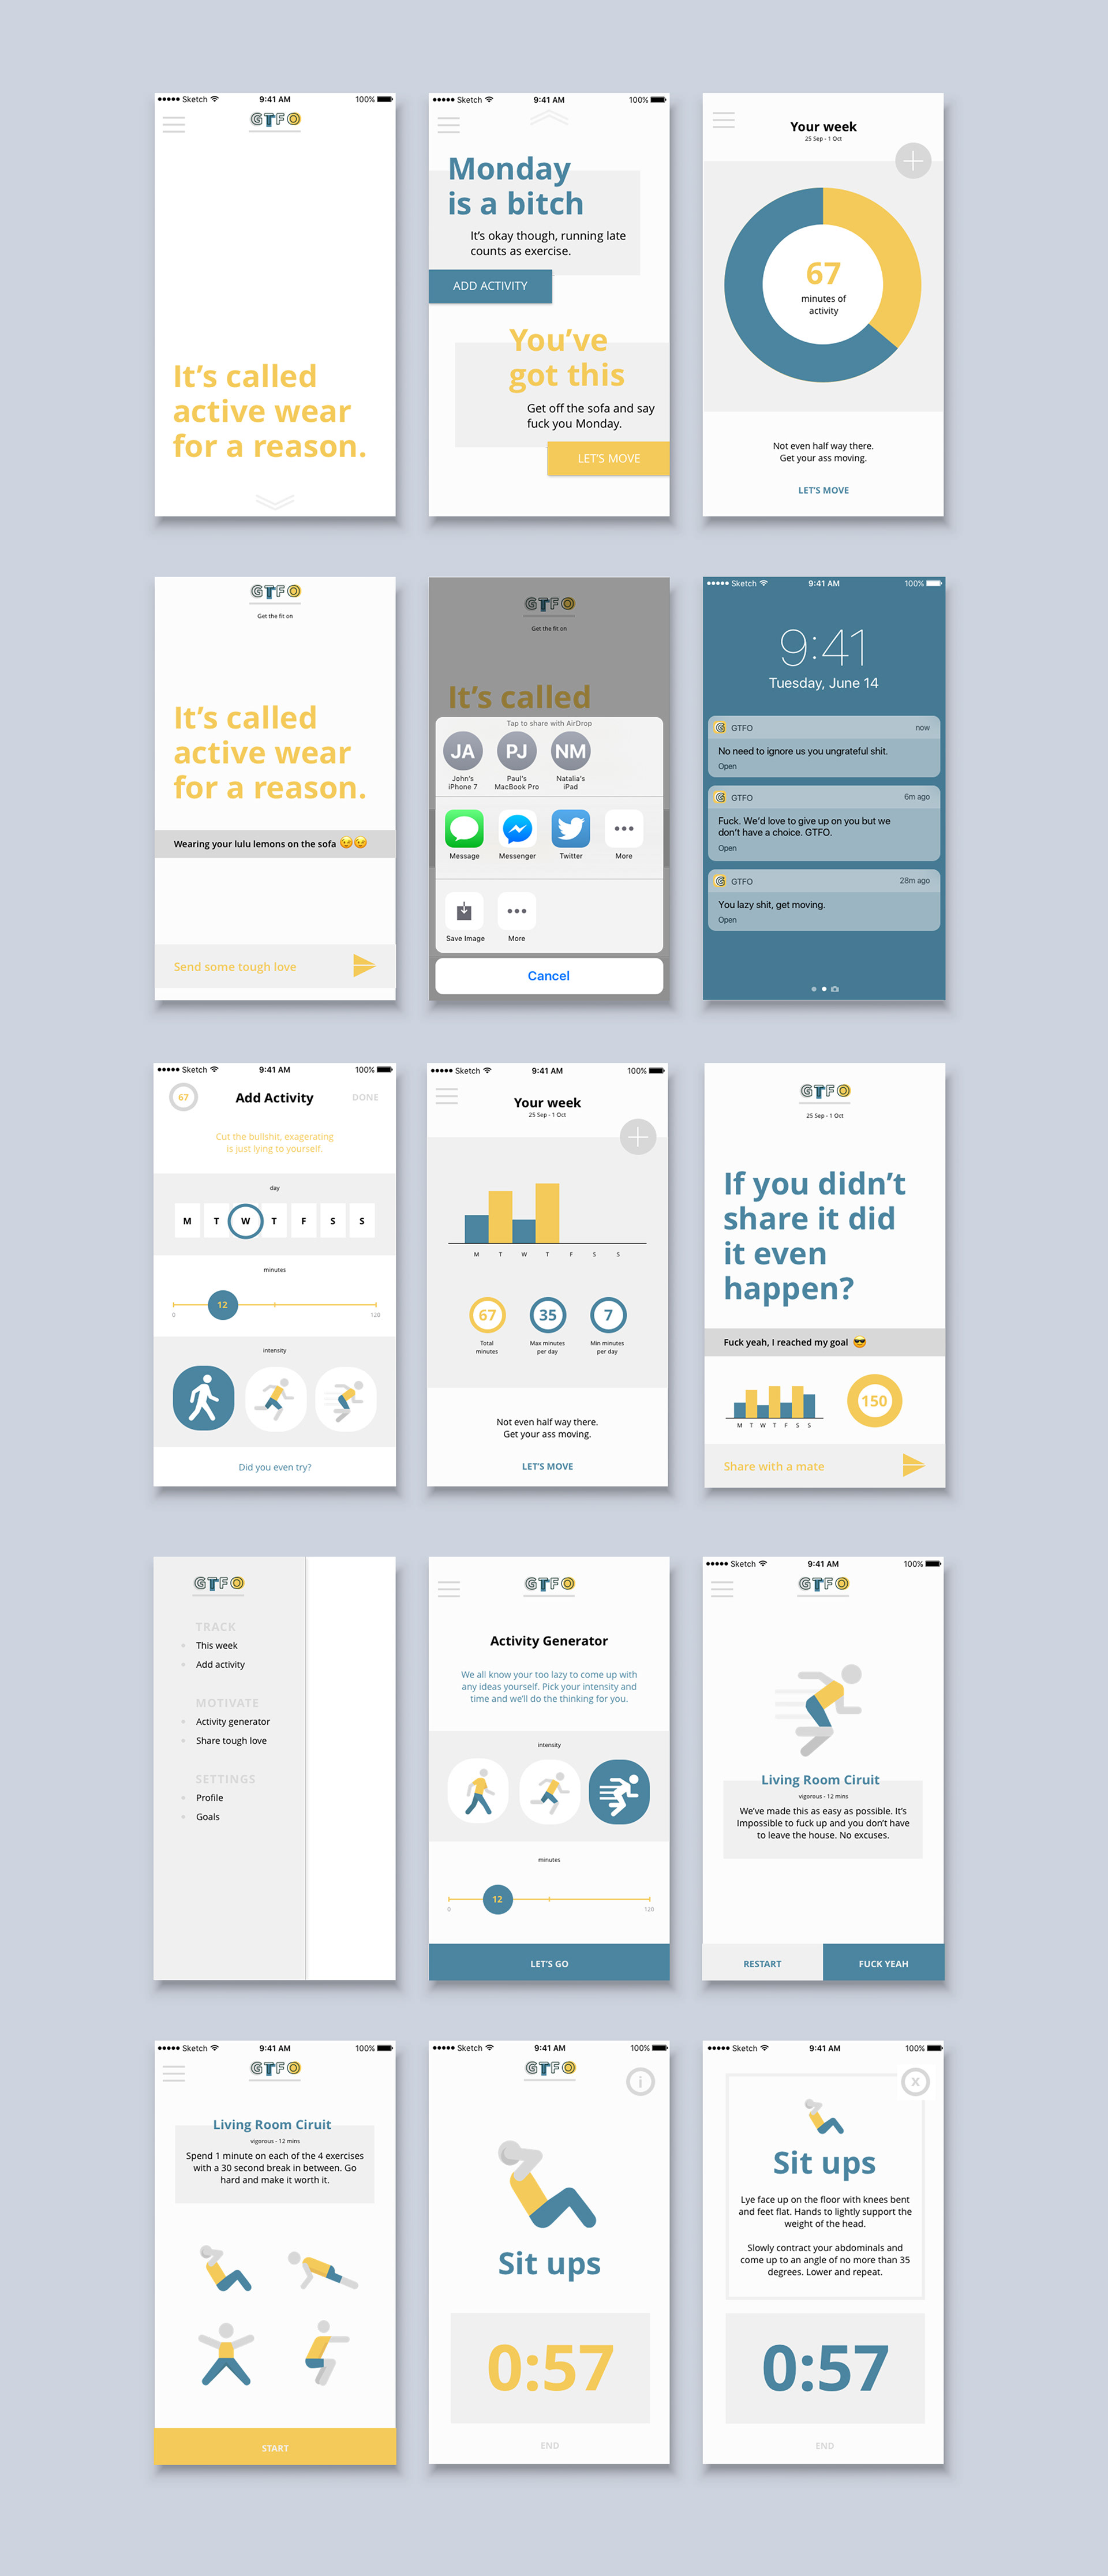 Sketch 9:41 AM 100%
GTFO
It's called
active wear
for a reason.
Sketch 9:41 AM 100%
Monday
is a bitch
It's okay though, running late
counts as exercise.
ADD ACTIVITY
You've
got this
Get off the sofa and say
fuck you Monday.
LET'S MOVE
Your week
25 Sep - 1 Oct
67
minutes of
activity
Not even half way there.
Get your ass moving.
LET'S MOVE
GTFO
Get the fit on
It's called
active wear
for a reason.
Wearing your lulu lemons on the sofa 😉😉
Send some tough love
GTFO
Get the fit on
It's called
Tap to share with AirDrop
JA PJ NM
John's Paul's Natalia's
iPhone 7 MacBook Pro iPad
Message Messenger Twitter More
Save Image More
Cancel
Sketch 9:41 AM 100%
9:41
Tuesday, June 14
G GTFO now
No need to ignore us you ungrateful shit.
Open
G GTFO 6m ago
Fuck. We'd love to give up on you but we
don't have a choice. GTFO.
Open
G GTFO 28m ago
You lazy shit, get moving.
Open
Sketch 9:41 AM 100%
67 Add Activity DONE
Cut the bullshit, exagerating
is just lying to yourself.
day
M T W T F S S
minutes
12
0 120
intensity
Did you even try?
Sketch 9:41 AM 100%
Your week
25 Sep - 1 Oct
M T W T F S S
67 35 7
Total Max minutes Min minutes
minutes per day per day
Not even half way there.
Get your ass moving.
LET'S MOVE
GTFO
25 Sep - 1 Oct
If you didn't
share it did
it even
happen?
Fuck yeah, I reached my goal 😎
150
M T W T F S S
Share with a mate
GTFO
TRACK
This week
Add activity
MOTIVATE
Activity generator
Share tough love
SETTINGS
Profile
Goals
GTFO
Activity Generator
We all know your too lazy to come up with
any ideas yourself. Pick your intensity and
time and we'll do the thinking for you.
intensity
minutes
12
0 120
LET'S GO
Sketch 9:41 AM 100%
GTFO
Living Room Ciruit
vigorous - 12 mins
We've made this as easy as possible. It's
Impossible to fuck up and you don't have
to leave the house. No excuses.
RESTART FUCK YEAH
Sketch 9:41 AM 100%
GTFO
Living Room Ciruit
vigorous - 12 mins
Spend 1 minute on each of the 4 exercises
with a 30 second break in between. Go
hard and make it worth it.
START
Sketch 9:41 AM 100%
GTFO
i
Sit ups
0:57
END
Sketch 9:41 AM 100%
X
Sit ups
Lye face up on the floor with knees bent
and feet flat. Hands to lightly support the
weight of the head.
Slowly contract your abdominals and
come up to an angle of no more than 35
degrees. Lower and repeat.
0:57
END